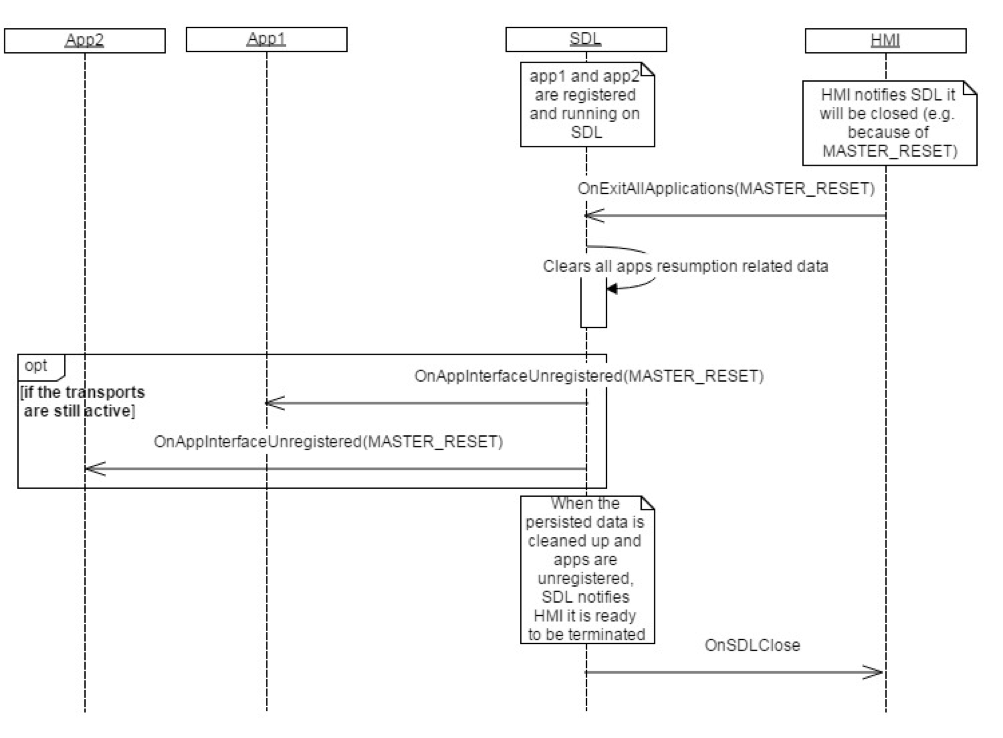 App2
App1
SDL
HMI
app1 and app2
are registered
and running on
SDL
HMI notifies SDL it
will be closed (e.g.
because of
MASTER_RESET)
OnExitAllApplications(MASTER_RESET)
Clears all apps resumption related data
opt
[if the transports
are still active]
OnAppInterfaceUnregistered(MASTER_RESET)
OnAppInterfaceUnregistered(MASTER_RESET)
When the
persisted data is
cleaned up and
apps are
unregistered,
SDL notifies
HMI it is ready
to be terminated
OnSDLClose